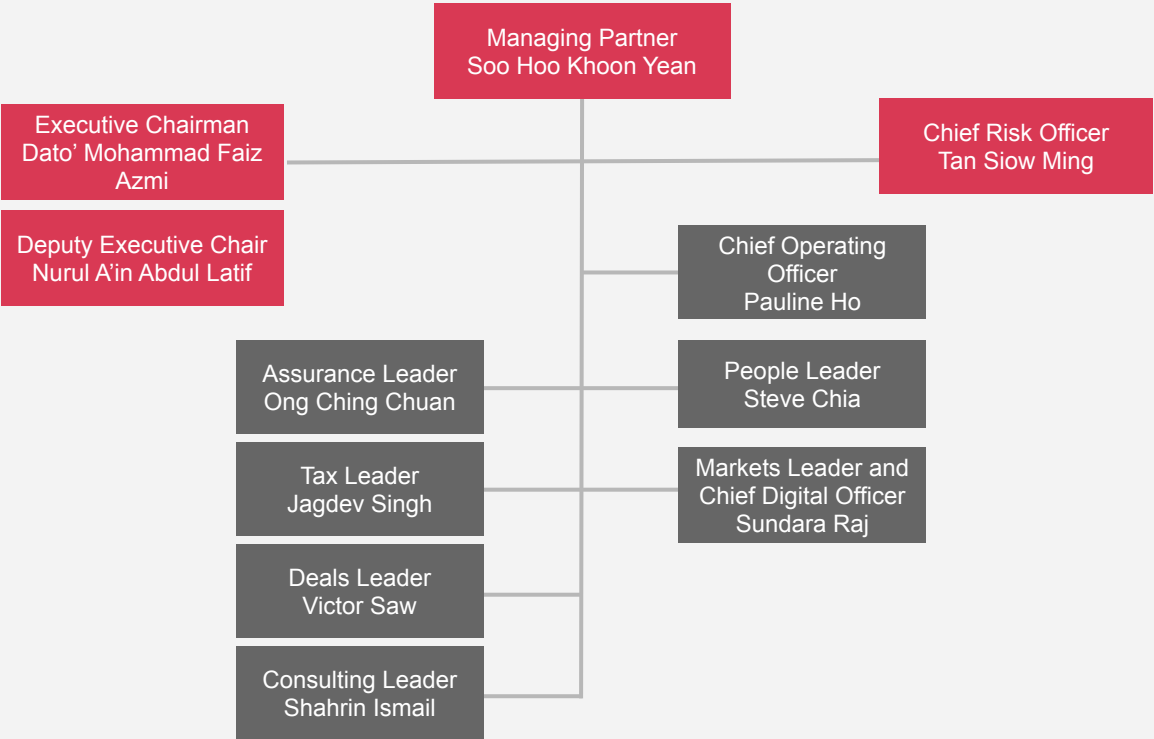 Managing Partner
Soo Hoo Khoon Yean
Executive Chairman
Dato’ Mohammad Faiz
Azmi
Chief Risk Officer
Tan Siow Ming
Deputy Executive Chair
Nurul A’in Abdul Latif
Chief Operating
Officer
Pauline Ho
Assurance Leader
Ong Ching Chuan
People Leader
Steve Chia
Tax Leader
Jagdev Singh
Markets Leader and
Chief Digital Officer
Sundara Raj
Deals Leader
Victor Saw
Consulting Leader
Shahrin Ismail